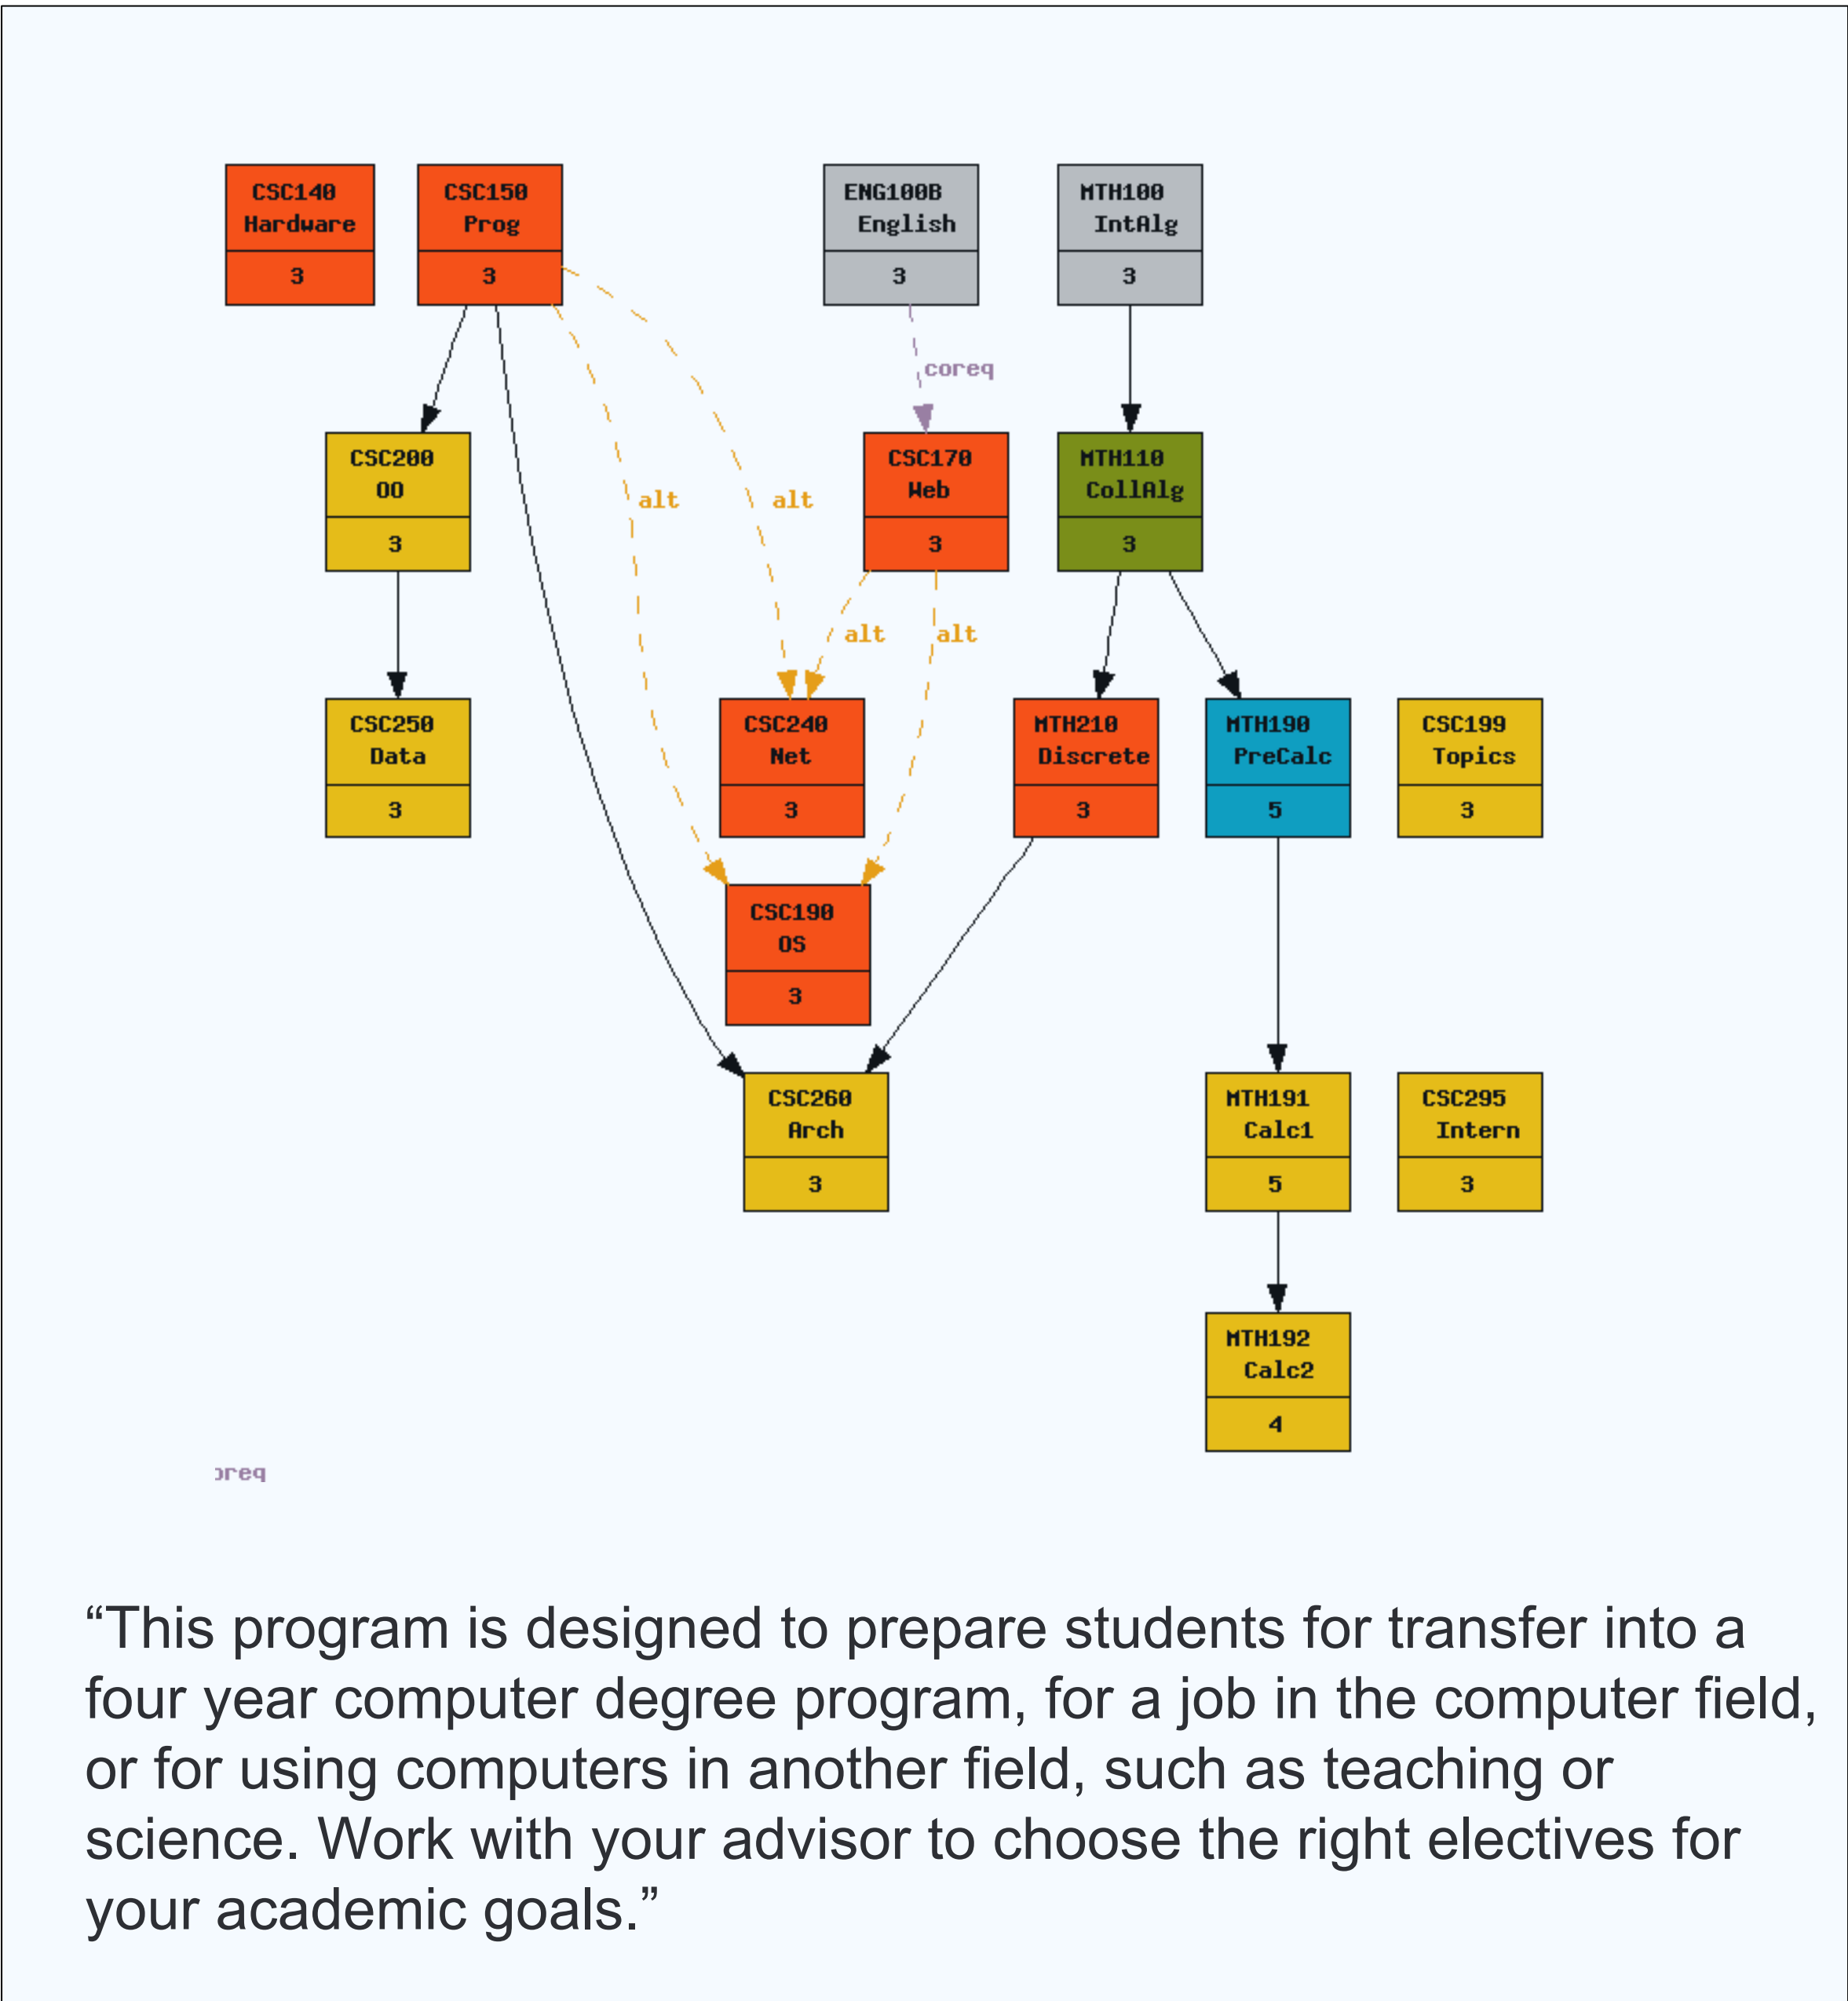 CSC140
Hardware
3
CSC150
Prog
3
ENG100B
English
3
MTH100
IntAlg
3
coreq
CSC200
OO
3
alt
alt
CSC170
Web
3
MTH110
CollAlg
3
alt
alt
CSC250
Data
3
CSC240
Net
3
MTH210
Discrete
3
MTH190
PreCalc
5
CSC199
Topics
3
CSC190
OS
3
CSC260
Arch
3
MTH191
Calc1
5
CSC295
Intern
3
MTH192
Calc2
4
oreq
“This program is designed to prepare students for transfer into a
four year computer degree program, for a job in the computer field,
or for using computers in another field, such as teaching or
science. Work with your advisor to choose the right electives for
your academic goals.”